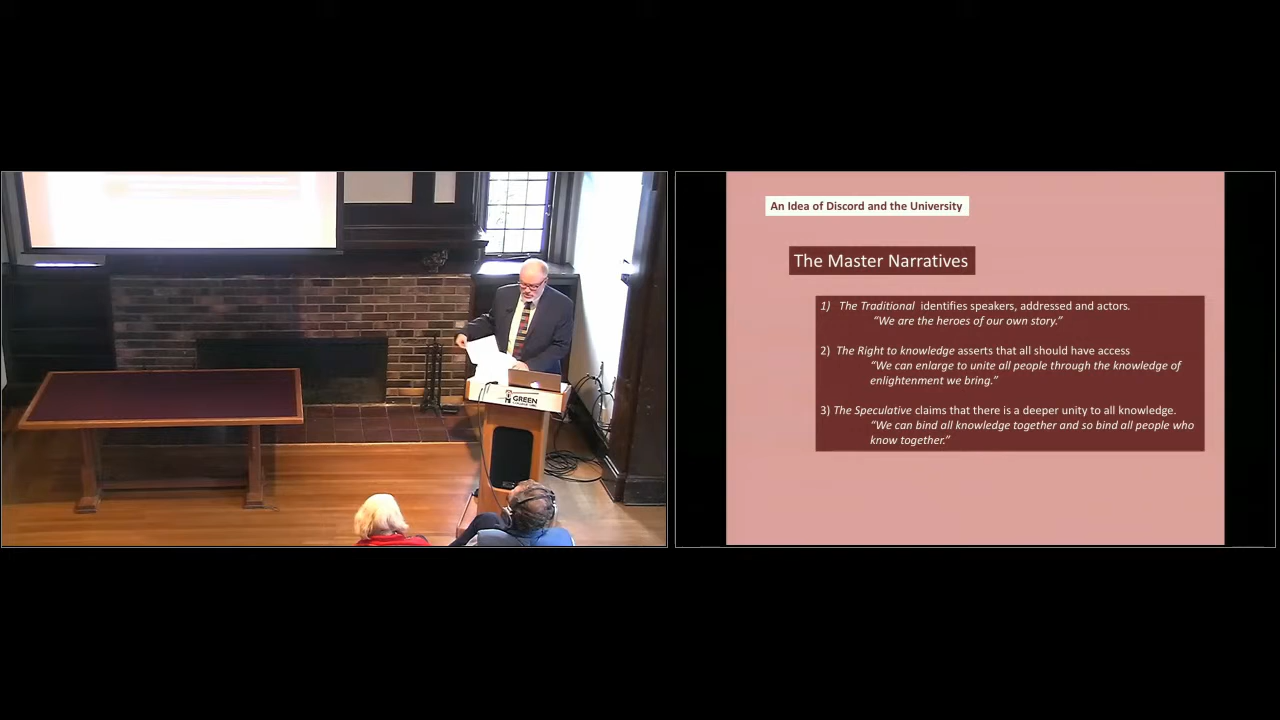 GREEN
An Idea of Discord and the University
The Master Narratives
1) The Traditional identifies speakers, addressed and actors.
“We are the heroes of our own story.”
2) The Right to knowledge asserts that all should have access
“We can enlarge to unite all people through the knowledge of
enlightenment we bring.”
3) The Speculative claims that there is a deeper unity to all knowledge.
“We can bind all knowledge together and so bind all people who
know together.”